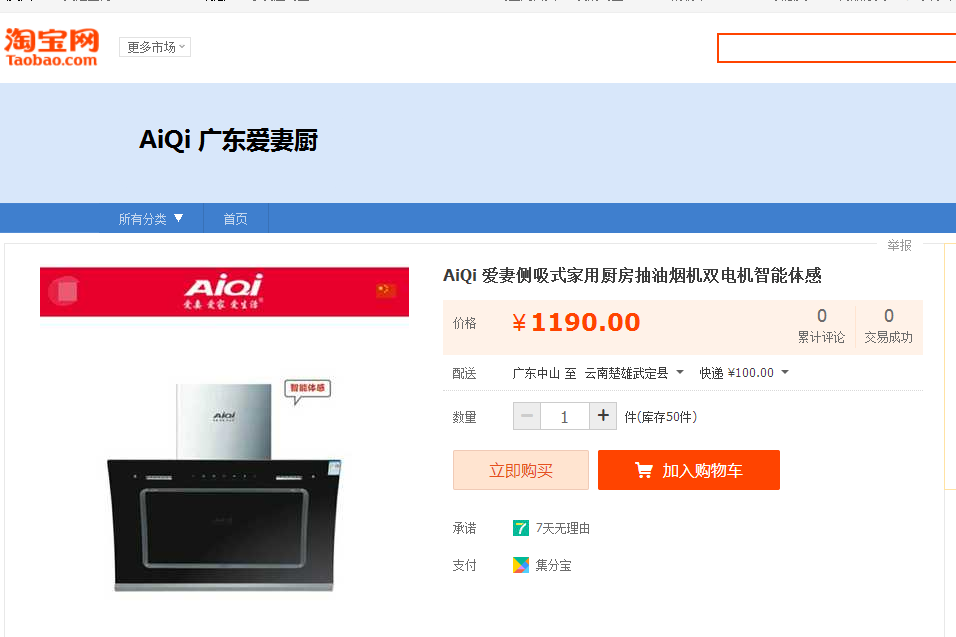 淘宝网
Taobao.com
更多市场
AiQi 广东爱妻厨
所有分类 首页
举报
AiQi
爱妻 爱家 爱生活
AiQi 爱妻侧吸式家用厨房抽油烟机双电机智能体感
价格 ¥ 1190.00
0 累计评论
0 交易成功
配送 广东中山 至 云南楚雄武定县 快递 ¥100.00
智能体感
AiQi
数量 − 1 + 件(库存50件)
立即购买 加入购物车
承诺 7 7天无理由
支付 集分宝